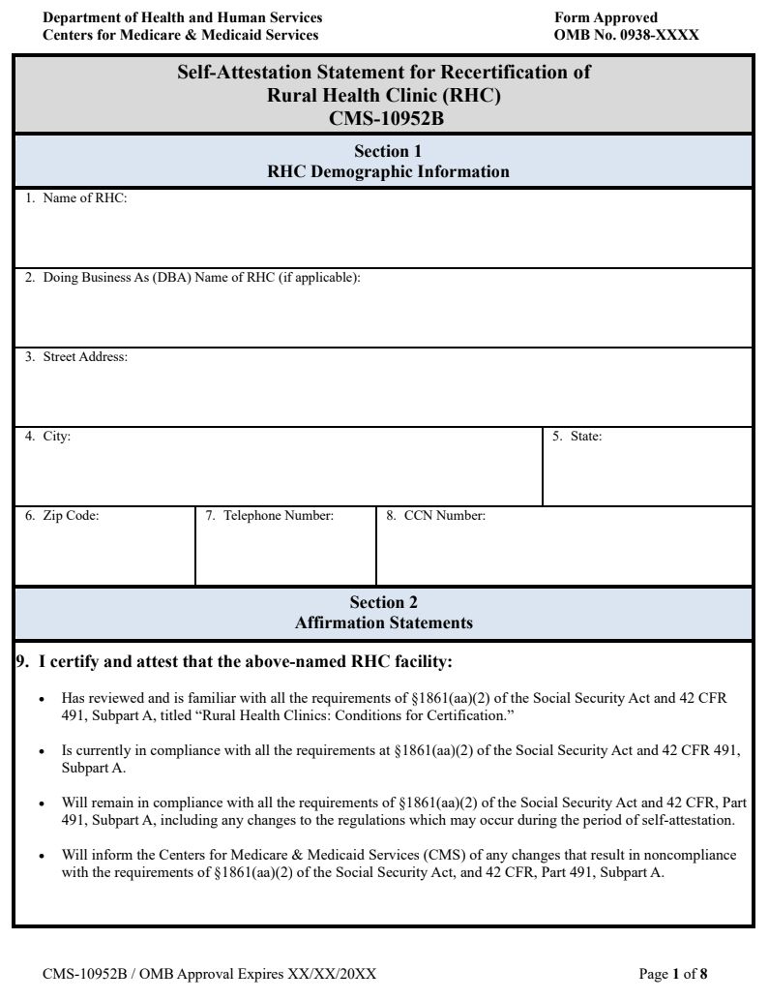 Department of Health and Human Services
Form Approved
Centers for Medicare & Medicaid Services
OMB No. 0938-XXXX
Self-Attestation Statement for Recertification of
Rural Health Clinic (RHC)
CMS-10952B
Section 1
RHC Demographic Information
1. Name of RHC:
2. Doing Business As (DBA) Name of RHC (if applicable):
3. Street Address:
4. City:
5. State:
6. Zip Code:
7. Telephone Number:
8. CCN Number:
Section 2
Affirmation Statements
9. I certify and attest that the above-named RHC facility:
• Has reviewed and is familiar with all the requirements of §1861(aa)(2) of the Social Security Act and 42 CFR
491, Subpart A, titled “Rural Health Clinics: Conditions for Certification.”
• Is currently in compliance with all the requirements at §1861(aa)(2) of the Social Security Act and 42 CFR 491,
Subpart A.
• Will remain in compliance with all the requirements of §1861(aa)(2) of the Social Security Act and 42 CFR, Part
491, Subpart A, including any changes to the regulations which may occur during the period of self-attestation.
• Will inform the Centers for Medicare & Medicaid Services (CMS) of any changes that result in noncompliance
with the requirements of §1861(aa)(2) of the Social Security Act, and 42 CFR, Part 491, Subpart A.
CMS-10952B / OMB Approval Expires XX/XX/20XX
Page 1 of 8